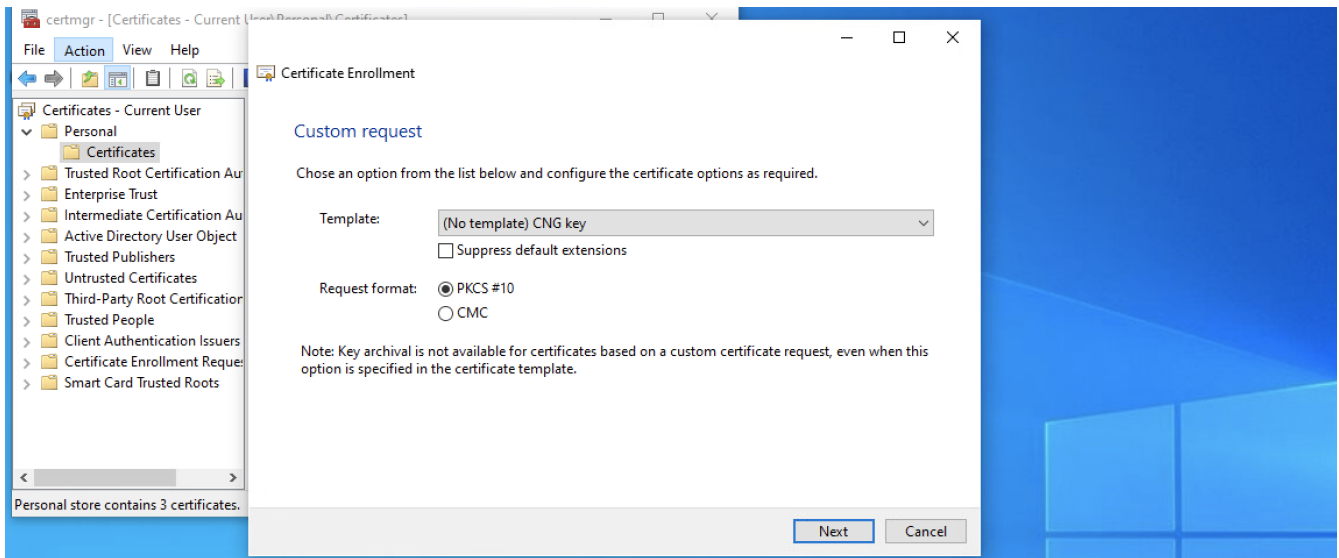 certmgr - [Certificates - Current User\Personal\Certificates]
File Action View Help
Certificates - Current User
Personal
Certificates
Trusted Root Certification Au
Enterprise Trust
Intermediate Certification Au
Active Directory User Object
Trusted Publishers
Untrusted Certificates
Third-Party Root Certification
Trusted People
Client Authentication Issuers
Certificate Enrollment Reque
Smart Card Trusted Roots
Personal store contains 3 certificates.
Certificate Enrollment
Custom request
Chose an option from the list below and configure the certificate options as required.
Template:
(No template) CNG key
Suppress default extensions
Request format:
PKCS #10
CMC
Note: Key archival is not available for certificates based on a custom certificate request, even when this
option is specified in the certificate template.
Next Cancel